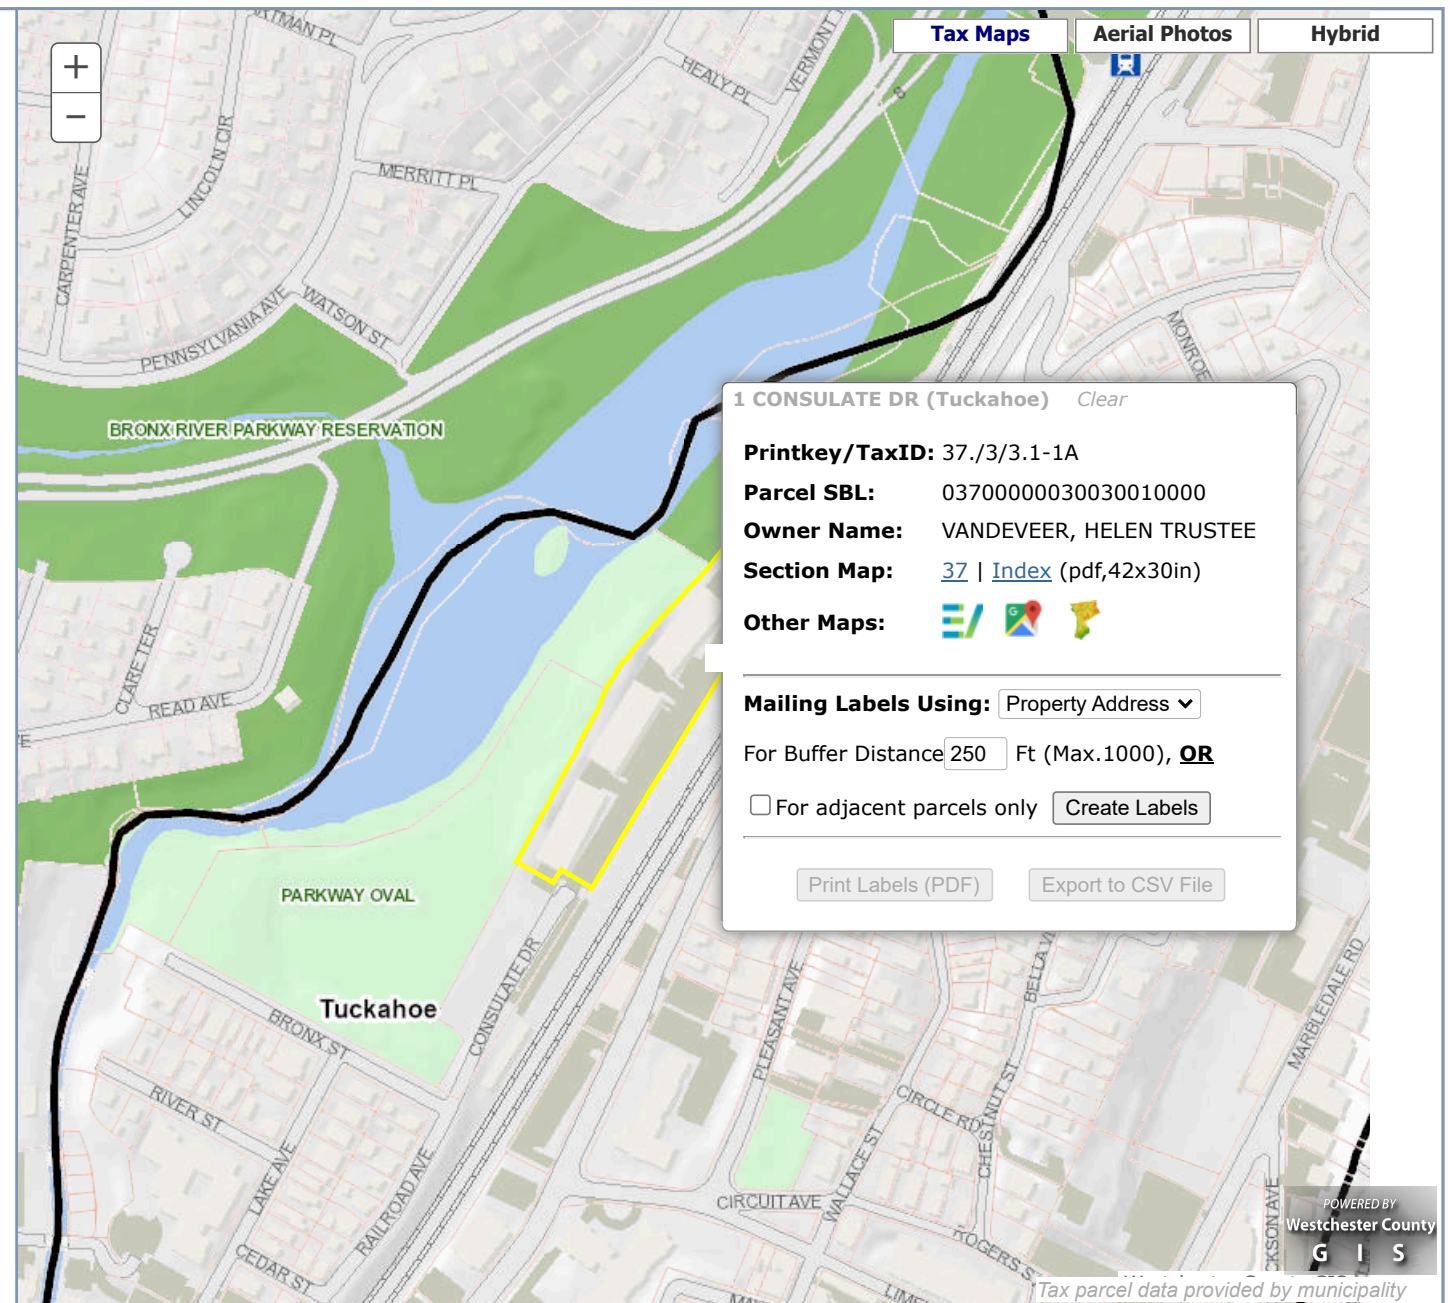 Tax Maps
Aerial Photos
Hybrid
+
−
HEALY PL
LINCOLN CIR
CARPENTER AVE
MERRITT PL
PENNSYLVANIA AVE
WATSON ST
MONROE
BRONX RIVER PARKWAY RESERVATION
1 CONSULATE DR (Tuckahoe) Clear
Printkey/TaxID: 37./3/3.1-1A
Parcel SBL: 03700000030030010000
Owner Name: VANDEVEER, HELEN TRUSTEE
Section Map: 37 | Index (pdf,42x30in)
Other Maps:
Mailing Labels Using: Property Address
For Buffer Distance 250 Ft (Max.1000), OR
For adjacent parcels only Create Labels
Print Labels (PDF) Export to CSV File
CLARE TER
READ AVE
PARKWAY OVAL
Tuckahoe
CONSULATE DR
BRONX ST
RIVER ST
LAKE AVE
RAILROAD AVE
CEDAR ST
PLEASANT AVE
MARBLEDALE RD
CIRCLE RD
CHESTNUT ST
WALLACE ST
CIRCUIT AVE
ROGERS S
POWERED BY
Westchester County
G I S
Tax parcel data provided by municipality